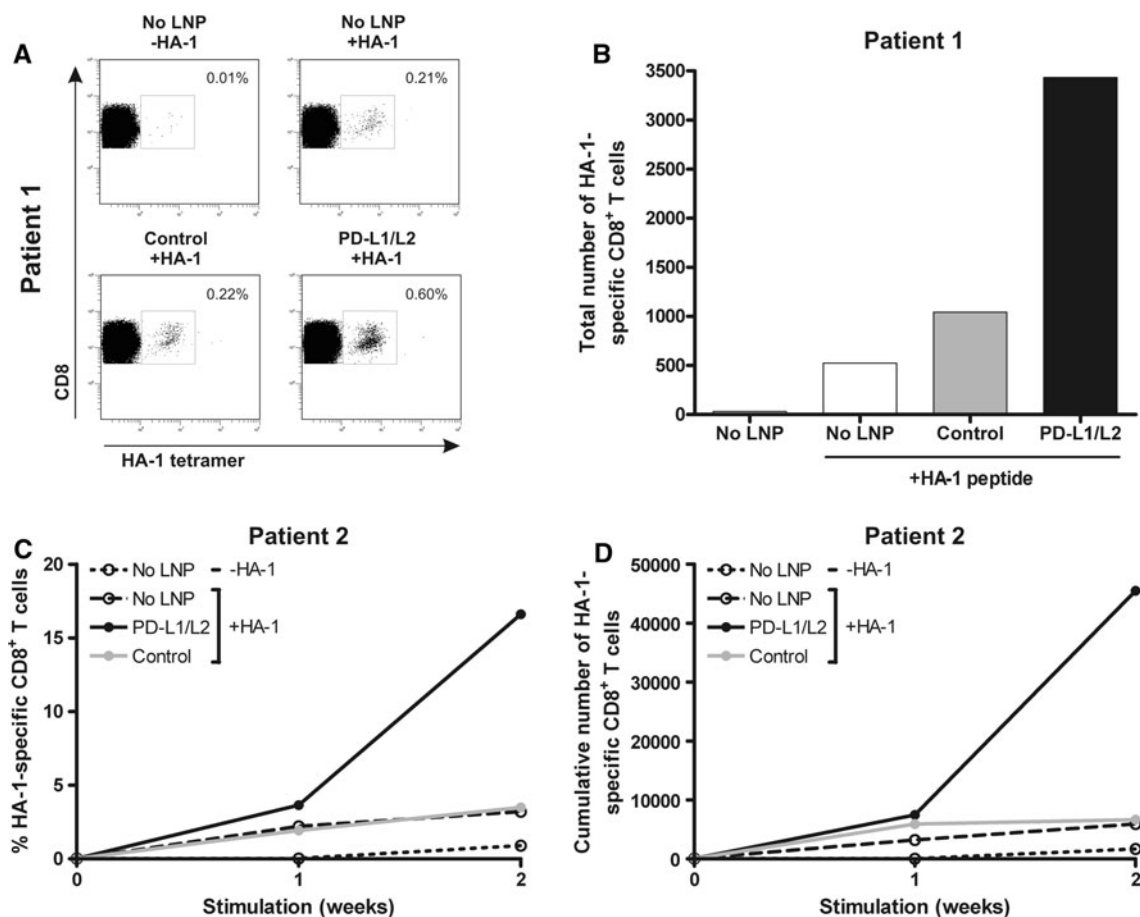 A
No LNP
-HA-1
No LNP
+HA-1
0.01%
0.21%
Control
+HA-1
PD-L1/L2
+HA-1
0.22%
0.60%
Patient 1
CD8
HA-1 tetramer
B
Patient 1
Total number of HA-1-
specific CD8+ T cells
3500
3000
2500
2000
1500
1000
500
0
No LNP
No LNP
Control
PD-L1/L2
+HA-1 peptide
C
Patient 2
% HA-1-specific CD8+ T cells
20
15
10
5
0
No LNP
-HA-1
No LNP
PD-L1/L2
+HA-1
Control
0
1
2
Stimulation (weeks)
D
Patient 2
Cumulative number of HA-1-
specific CD8+ T cells
50000
40000
30000
20000
10000
0
No LNP
-HA-1
No LNP
PD-L1/L2
+HA-1
Control
0
1
2
Stimulation (weeks)